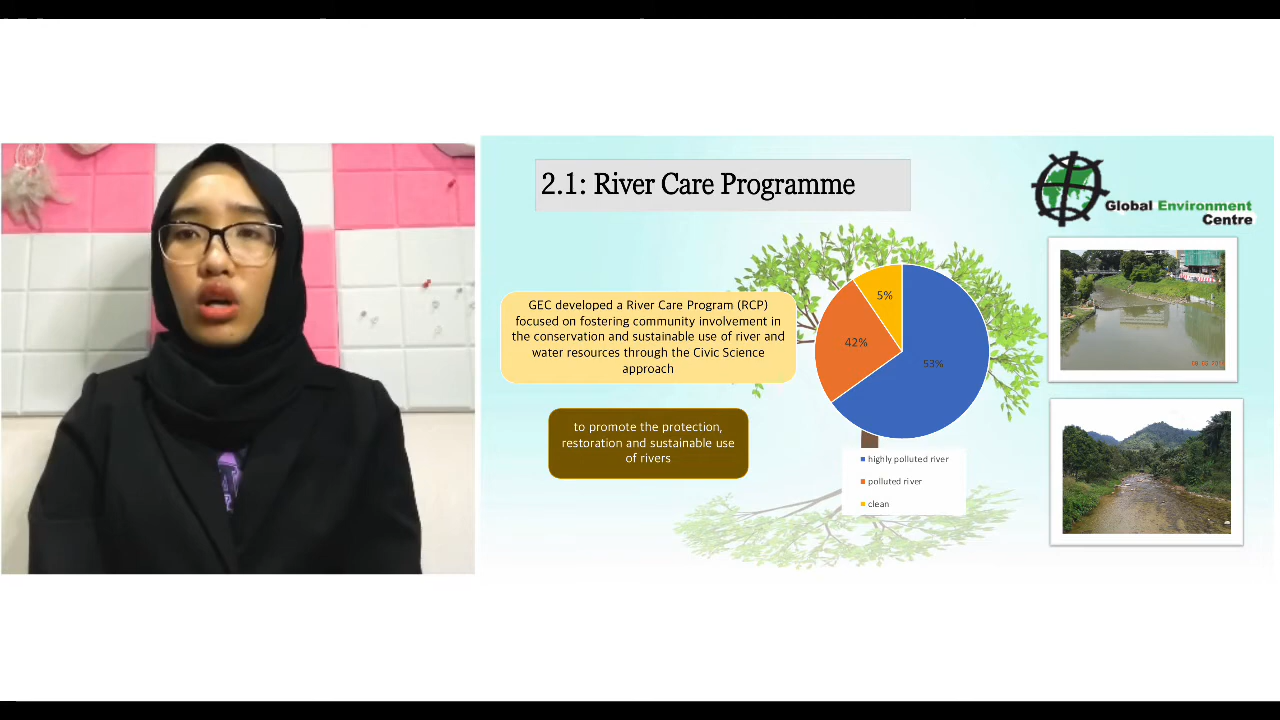 2.1: River Care Programme
Global Environment
Centre
GEC developed a River Care Program (RCP)
focused on fostering community involvement in
the conservation and sustainable use of river and
water resources through the Civic Science
approach
to promote the protection,
restoration and sustainable use
of rivers
5%
42%
53%
highly polluted river
polluted river
clean